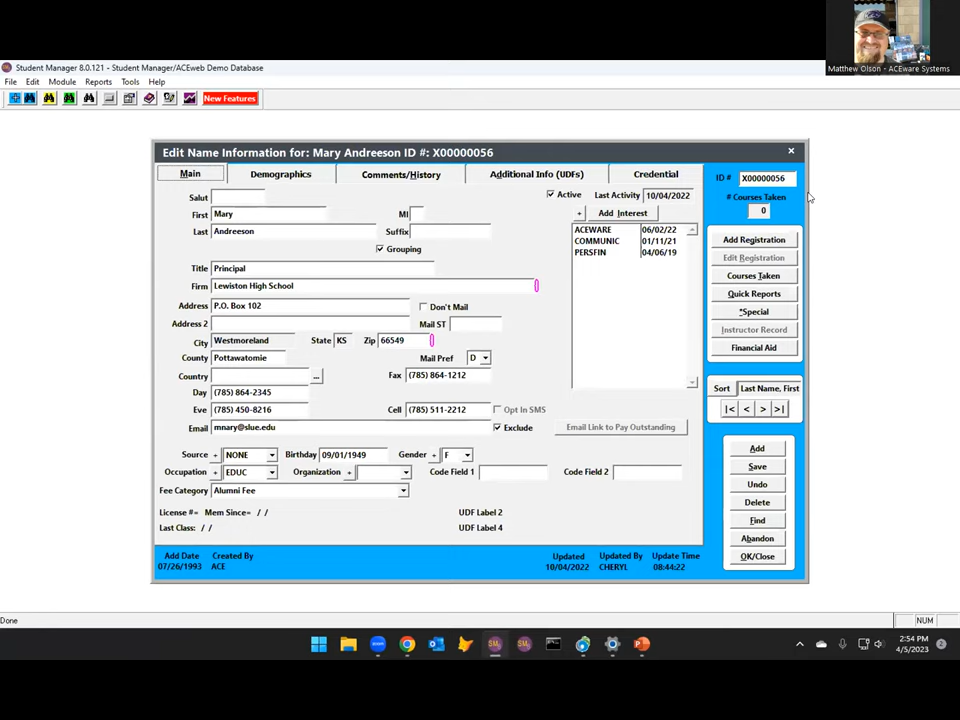 Matthew Olson - ACEware Systems
Student Manager 8.0.121 - Student Manager/ACEweb Demo Database
File Edit Module Reports Tools Help
New Features
Edit Name Information for: Mary Andreeson ID #: X00000056
Main Demographics Comments/History Additional Info (UDFs) Credential
ID # X00000056
# Courses Taken
0
Salut
Active Last Activity 10/04/2022
First Mary MI
+ Add Interest
Last Andreeson Suffix
ACEWARE 06/02/22
COMMUNIC 01/11/21
PERSFIN 04/06/19
Grouping
Title Principal
Firm Lewiston High School
Address P.O. Box 102 Don't Mail
Address 2 Mail ST
City Westmoreland State KS Zip 66549
County Pottawatomie Mail Pref D
Country ... Fax (785) 864-1212
Day (785) 864-2345
Eve (785) 450-8216 Cell (785) 511-2212 Opt In SMS
Email mnary@slue.edu Exclude Email Link to Pay Outstanding
Source + NONE Birthday 09/01/1949 Gender + F
Occupation + EDUC Organization + Code Field 1 Code Field 2
Fee Category Alumni Fee
License #= Mem Since= / / UDF Label 2
Last Class: / / UDF Label 4
Add Date Created By Updated Updated By Update Time
07/26/1993 ACE 10/04/2022 CHERYL 08:44:22
Add Registration
Edit Registration
Courses Taken
Quick Reports
*Special
Instructor Record
Financial Aid
Sort Last Name, First
|< < > >|
Add
Save
Undo
Delete
Find
Abandon
OK/Close
Done NUM
2:54 PM
4/5/2023
2